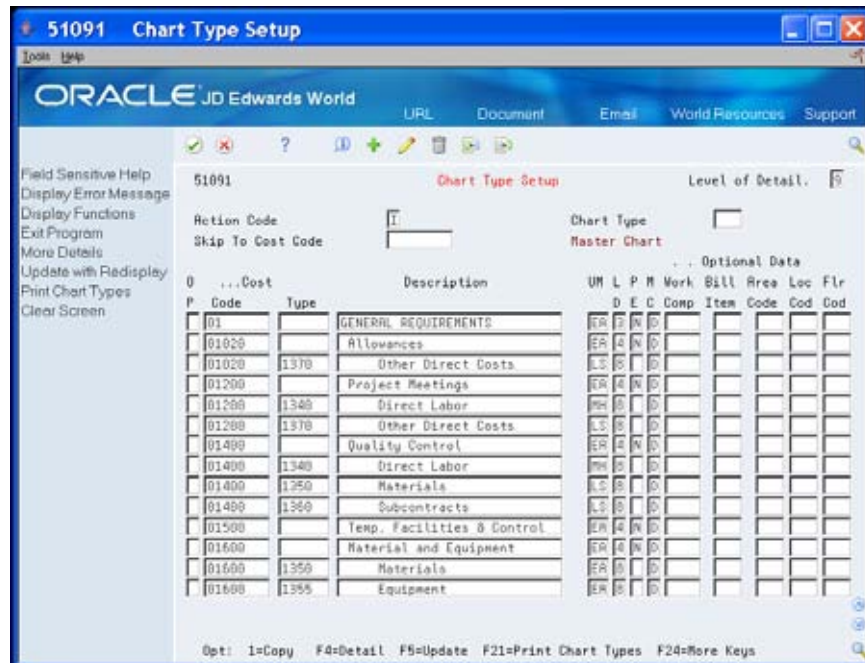 51091 Chart Type Setup
Tools Help
ORACLE JD Edwards World
URL Document Email World Resources Support
Field Sensitive Help
Display Error Message
Display Functions
Exit Program
More Details
Update with Redisplay
Print Chart Types
Clear Screen
51091 Chart Type Setup Level of Detail. 9
Action Code I Chart Type
Skip To Cost Code Master Chart
. . Optional Data
O ...Cost Description UM L P M Work Bill Area Loc Flr
P Code Type D E C Comp Item Code Cod Cod
01 GENERAL REQUIREMENTS EA 3 N D
01020 Allowances EA 4 N D
01020 1370 Other Direct Costs LS 8 D
01200 Project Meetings EA 4 N D
01200 1340 Direct Labor MH 8 D
01200 1370 Other Direct Costs LS 8 D
01400 Quality Control EA 4 N D
01400 1340 Direct Labor MH 8 D
01400 1350 Materials LS 8 D
01400 1360 Subcontracts LS 8 D
01500 Temp. Facilities & Control EA 4 N D
01600 Material and Equipment EA 4 N D
01600 1350 Materials EA 8 D
01600 1355 Equipment EA 8 D
Opt: 1=Copy F4=Detail F5=Update F21=Print Chart Types F24=More Keys